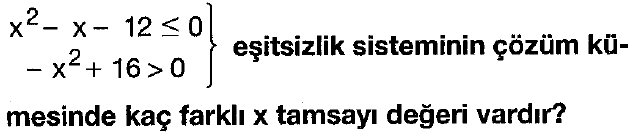 x² – x – 12 ≤ 0
– x² + 16 > 0 } eşitsizlik sisteminin çözüm kü-
mesinde kaç farklı x tamsayı değeri vardır?